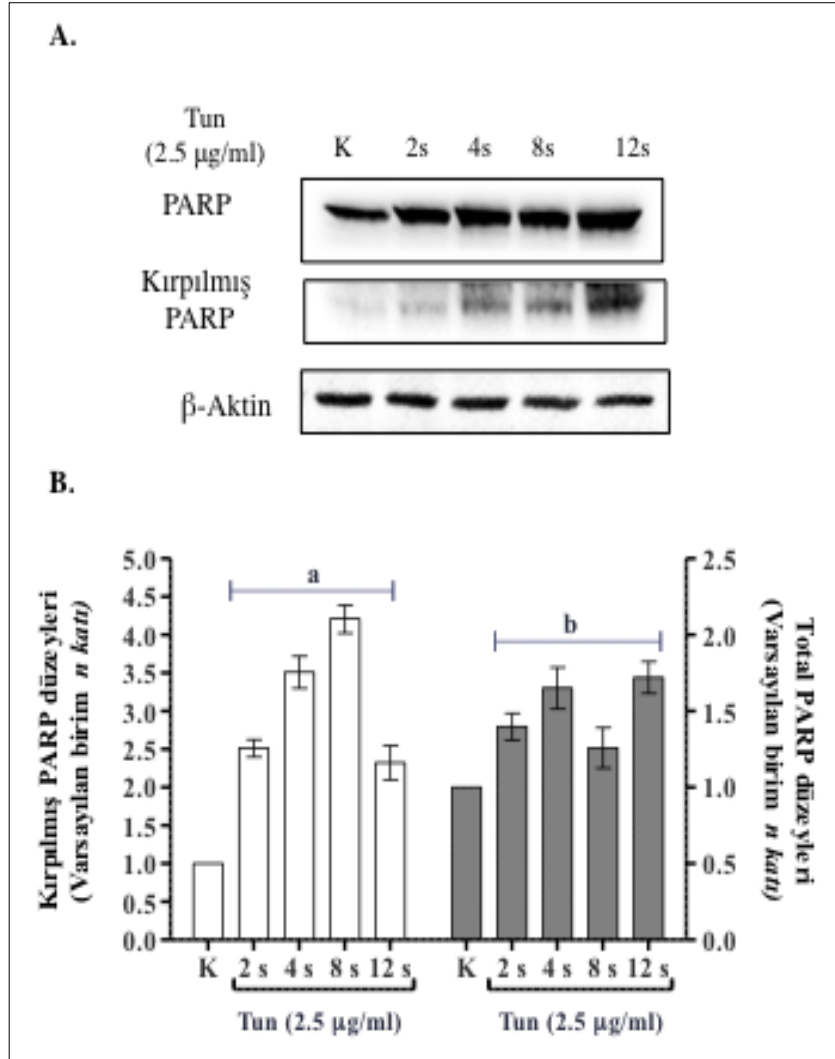 A.
Tun
(2.5 µg/ml)
K 2s 4s 8s 12s
PARP
Kırpılmış
PARP
β-Aktin
B.
Kırpılmış PARP düzeyleri
(Varsayılan birim n katı)
5.0
4.5
4.0
3.5
3.0
2.5
2.0
1.5
1.0
0.5
0.0
a
b
2.5
2.0
1.5
1.0
0.5
0.0
Total PARP düzeyleri
(Varsayılan birim n katı)
K 2 s 4 s 8 s 12 s K 2 s 4 s 8 s 12 s
Tun (2.5 µg/ml) Tun (2.5 µg/ml)